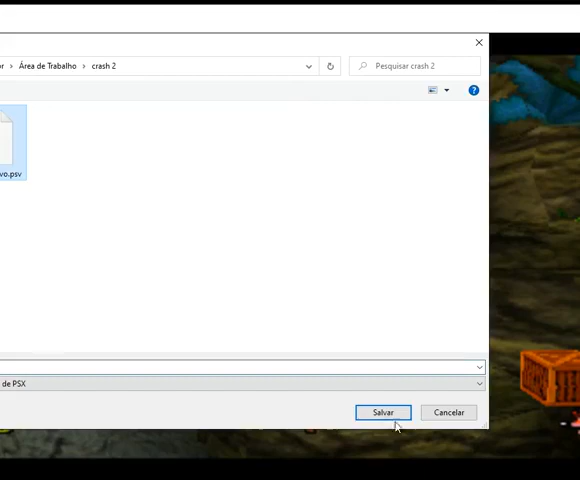 Área de Trabalho > crash 2
Pesquisar crash 2
vo.psv
de PSX
Salvar
Cancelar